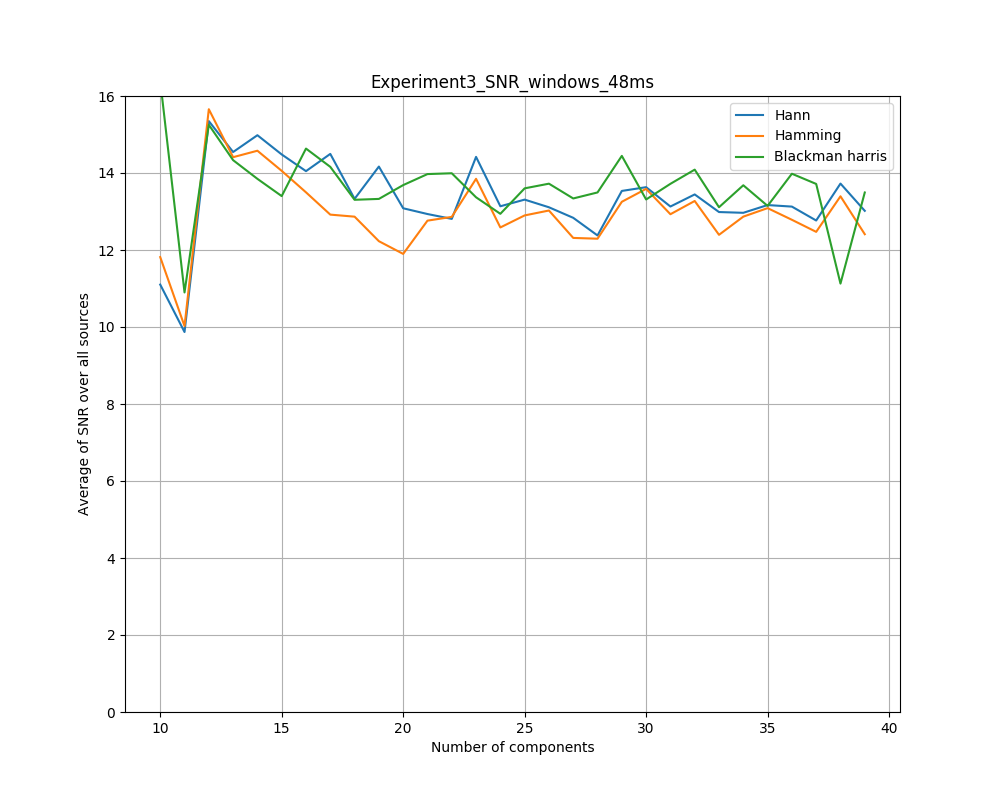 Experiment3_SNR_windows_48ms
Hann
Hamming
Blackman harris
Average of SNR over all sources
16
14
12
10
8
6
4
2
0
10 15 20 25 30 35 40
Number of components